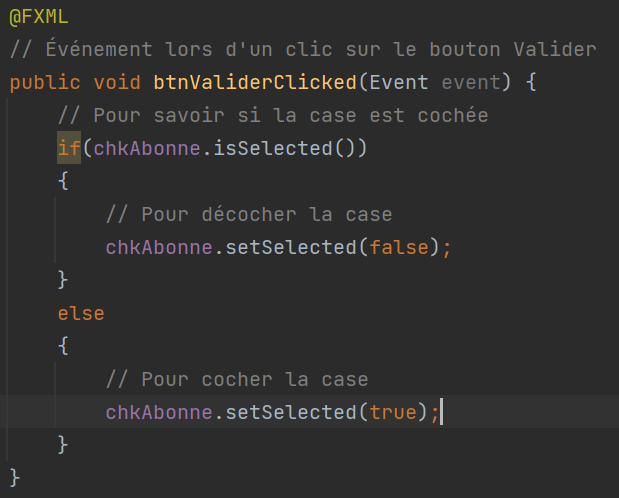 @FXML
// Événement lors d'un clic sur le bouton Valider
public void btnValiderClicked(Event event) {
// Pour savoir si la case est cochée
if(chkAbonne.isSelected())
{
// Pour décocher la case
chkAbonne.setSelected(false);
}
else
{
// Pour cocher la case
chkAbonne.setSelected(true);
}
}